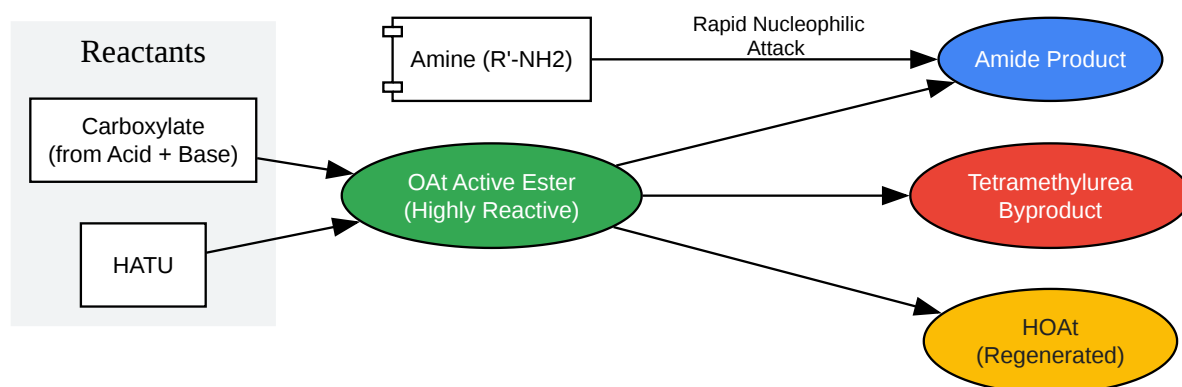 Reactants
Carboxylate
(from Acid + Base)
HATU
Amine (R'-NH2)
Rapid Nucleophilic
Attack
OAt Active Ester
(Highly Reactive)
Amide Product
Tetramethylurea
Byproduct
HOAt
(Regenerated)